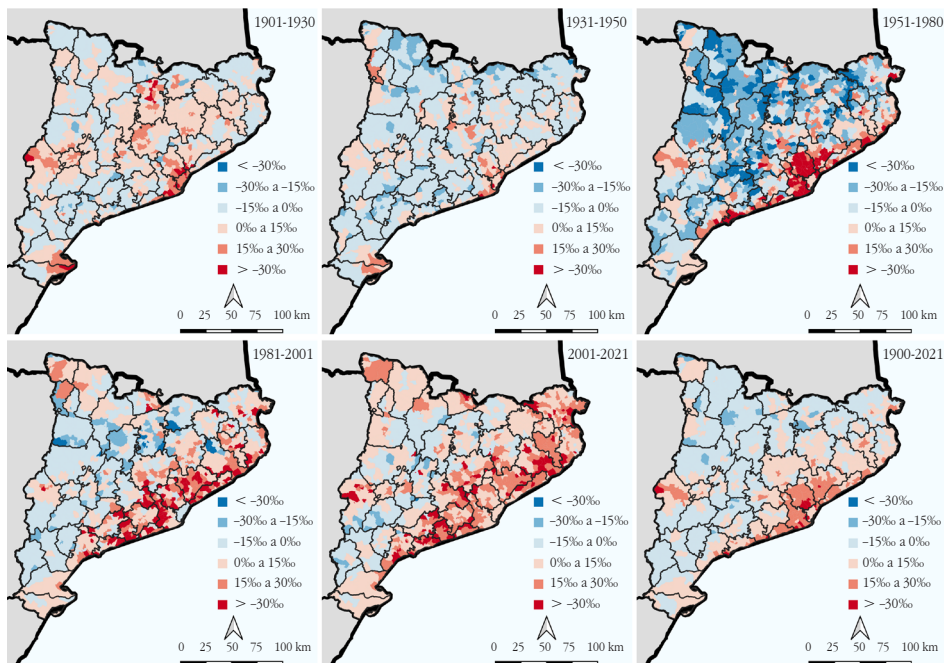 1901-1930
< –30‰
–30‰ a –15‰
–15‰ a 0‰
0‰ a 15‰
15‰ a 30‰
> –30‰
0 25 50 75 100 km
1931-1950
< –30‰
–30‰ a –15‰
–15‰ a 0‰
0‰ a 15‰
15‰ a 30‰
> –30‰
0 25 50 75 100 km
1951-1980
< –30‰
–30‰ a –15‰
–15‰ a 0‰
0‰ a 15‰
15‰ a 30‰
> –30‰
0 25 50 75 100 km
1981-2001
< –30‰
–30‰ a –15‰
–15‰ a 0‰
0‰ a 15‰
15‰ a 30‰
> –30‰
0 25 50 75 100 km
2001-2021
< –30‰
–30‰ a –15‰
–15‰ a 0‰
0‰ a 15‰
15‰ a 30‰
> –30‰
0 25 50 75 100 km
1900-2021
< –30‰
–30‰ a –15‰
–15‰ a 0‰
0‰ a 15‰
15‰ a 30‰
> –30‰
0 25 50 75 100 km